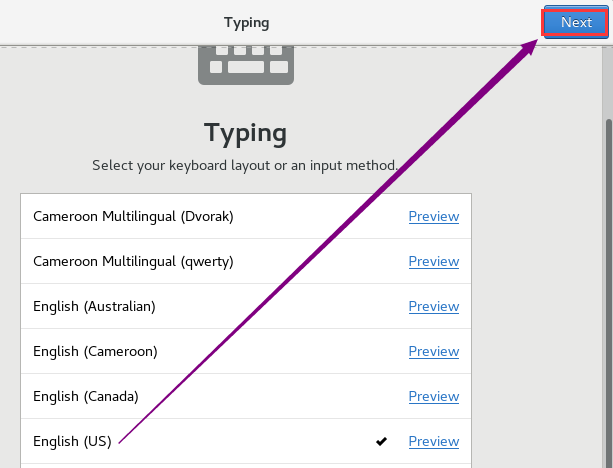 Typing
Next
Typing
Select your keyboard layout or an input method.
Cameroon Multilingual (Dvorak) Preview
Cameroon Multilingual (qwerty) Preview
English (Australian) Preview
English (Cameroon) Preview
English (Canada) Preview
English (US) Preview